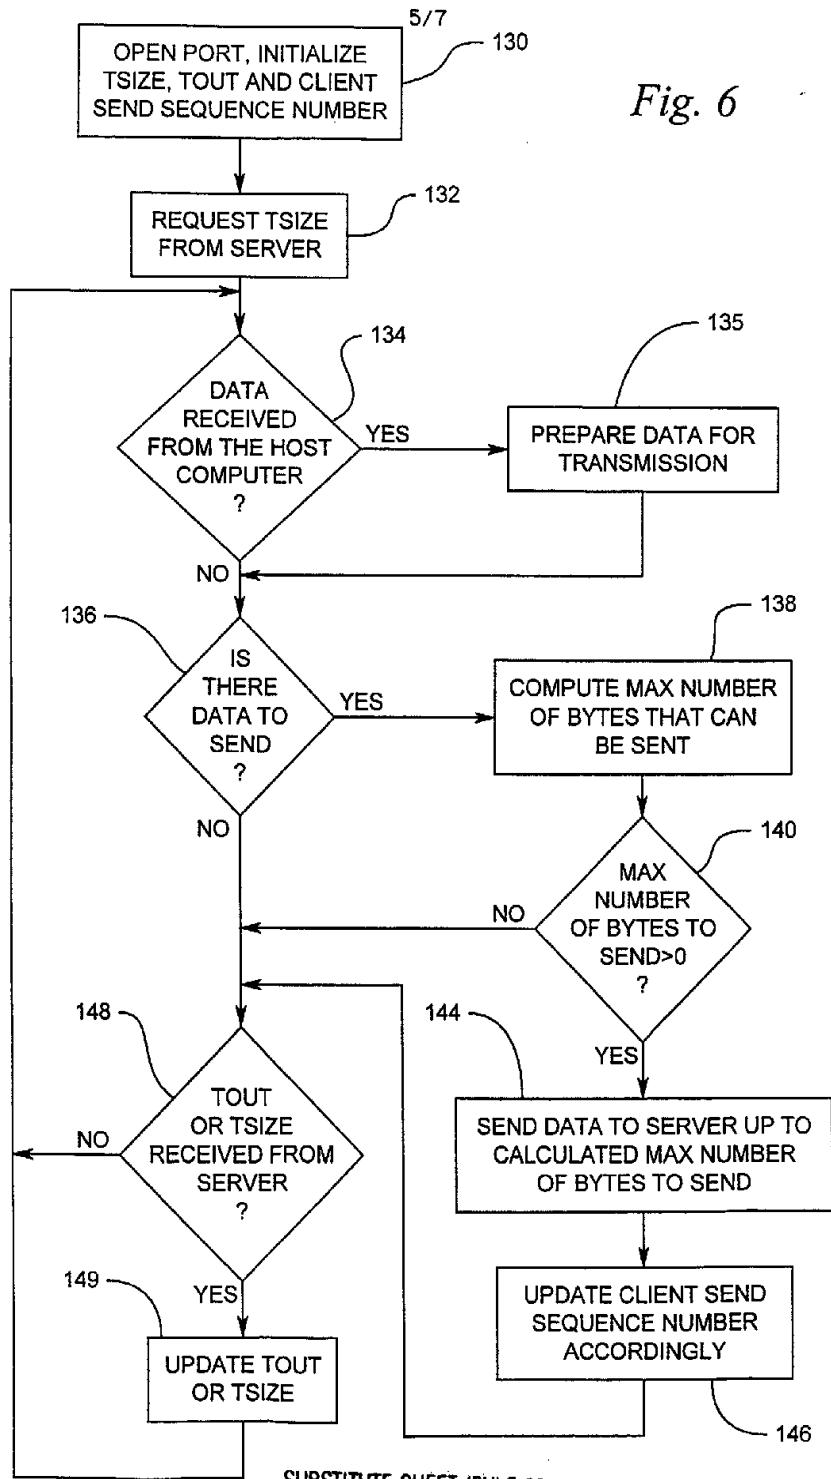 5/7
OPEN PORT, INITIALIZE
TSIZE, TOUT AND CLIENT
SEND SEQUENCE NUMBER
130
Fig. 6
REQUEST TSIZE
FROM SERVER
132
DATA
RECEIVED
FROM THE HOST
COMPUTER
?
134
YES
PREPARE DATA FOR
TRANSMISSION
135
NO
IS
THERE
DATA TO
SEND
?
136
YES
COMPUTE MAX NUMBER
OF BYTES THAT CAN
BE SENT
138
NO
MAX
NUMBER
OF BYTES TO
SEND>0
?
140
NO
YES
TOUT
OR TSIZE
RECEIVED FROM
SERVER
?
148
NO
YES
SEND DATA TO SERVER UP TO
CALCULATED MAX NUMBER
OF BYTES TO SEND
144
UPDATE CLIENT SEND
SEQUENCE NUMBER
ACCORDINGLY
146
UPDATE TOUT
OR TSIZE
149
SUBSTITUTE SHEET